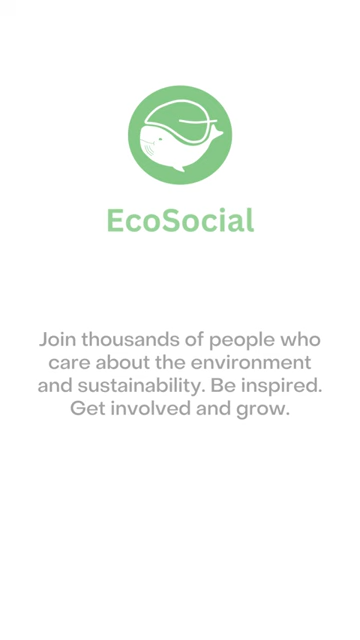 EcoSocial
Join thousands of people who
care about the environment
and sustainability. Be inspired.
Get involved and grow.